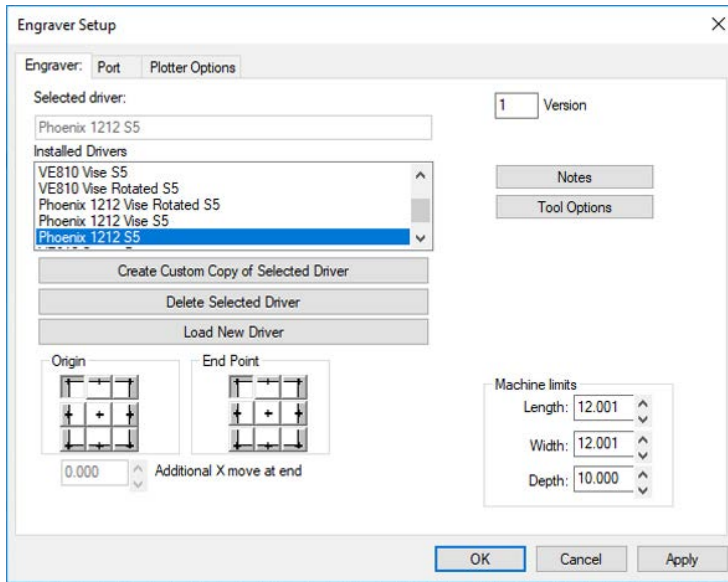 Engraver Setup
Engraver: Port Plotter Options
Selected driver:
Phoenix 1212 S5
1 Version
Installed Drivers
VE810 Vise S5
VE810 Vise Rotated S5
Phoenix 1212 Vise Rotated S5
Phoenix 1212 Vise S5
Phoenix 1212 S5
Notes
Tool Options
Create Custom Copy of Selected Driver
Delete Selected Driver
Load New Driver
Origin
End Point
0.000 Additional X move at end
Machine limits
Length: 12.001
Width: 12.001
Depth: 10.000
OK Cancel Apply